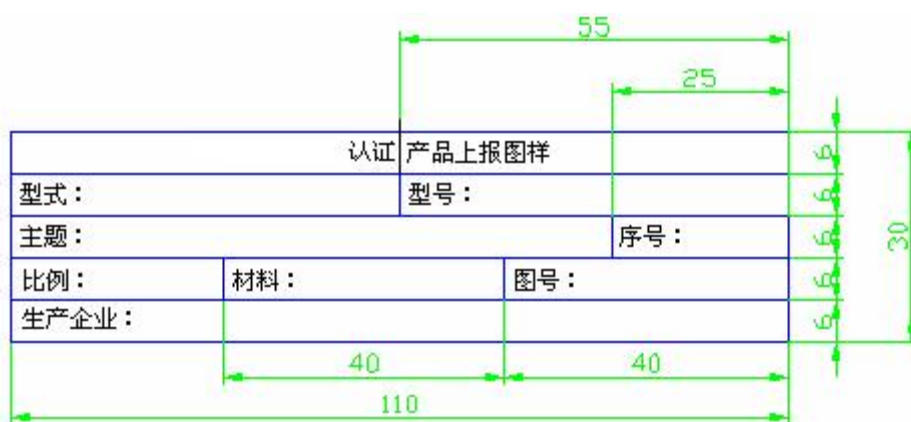 55
25
认证产品上报图样 6
型式： 型号： 6
主题： 序号： 6 30
比例： 材料： 图号： 6
生产企业： 6
40 40
110